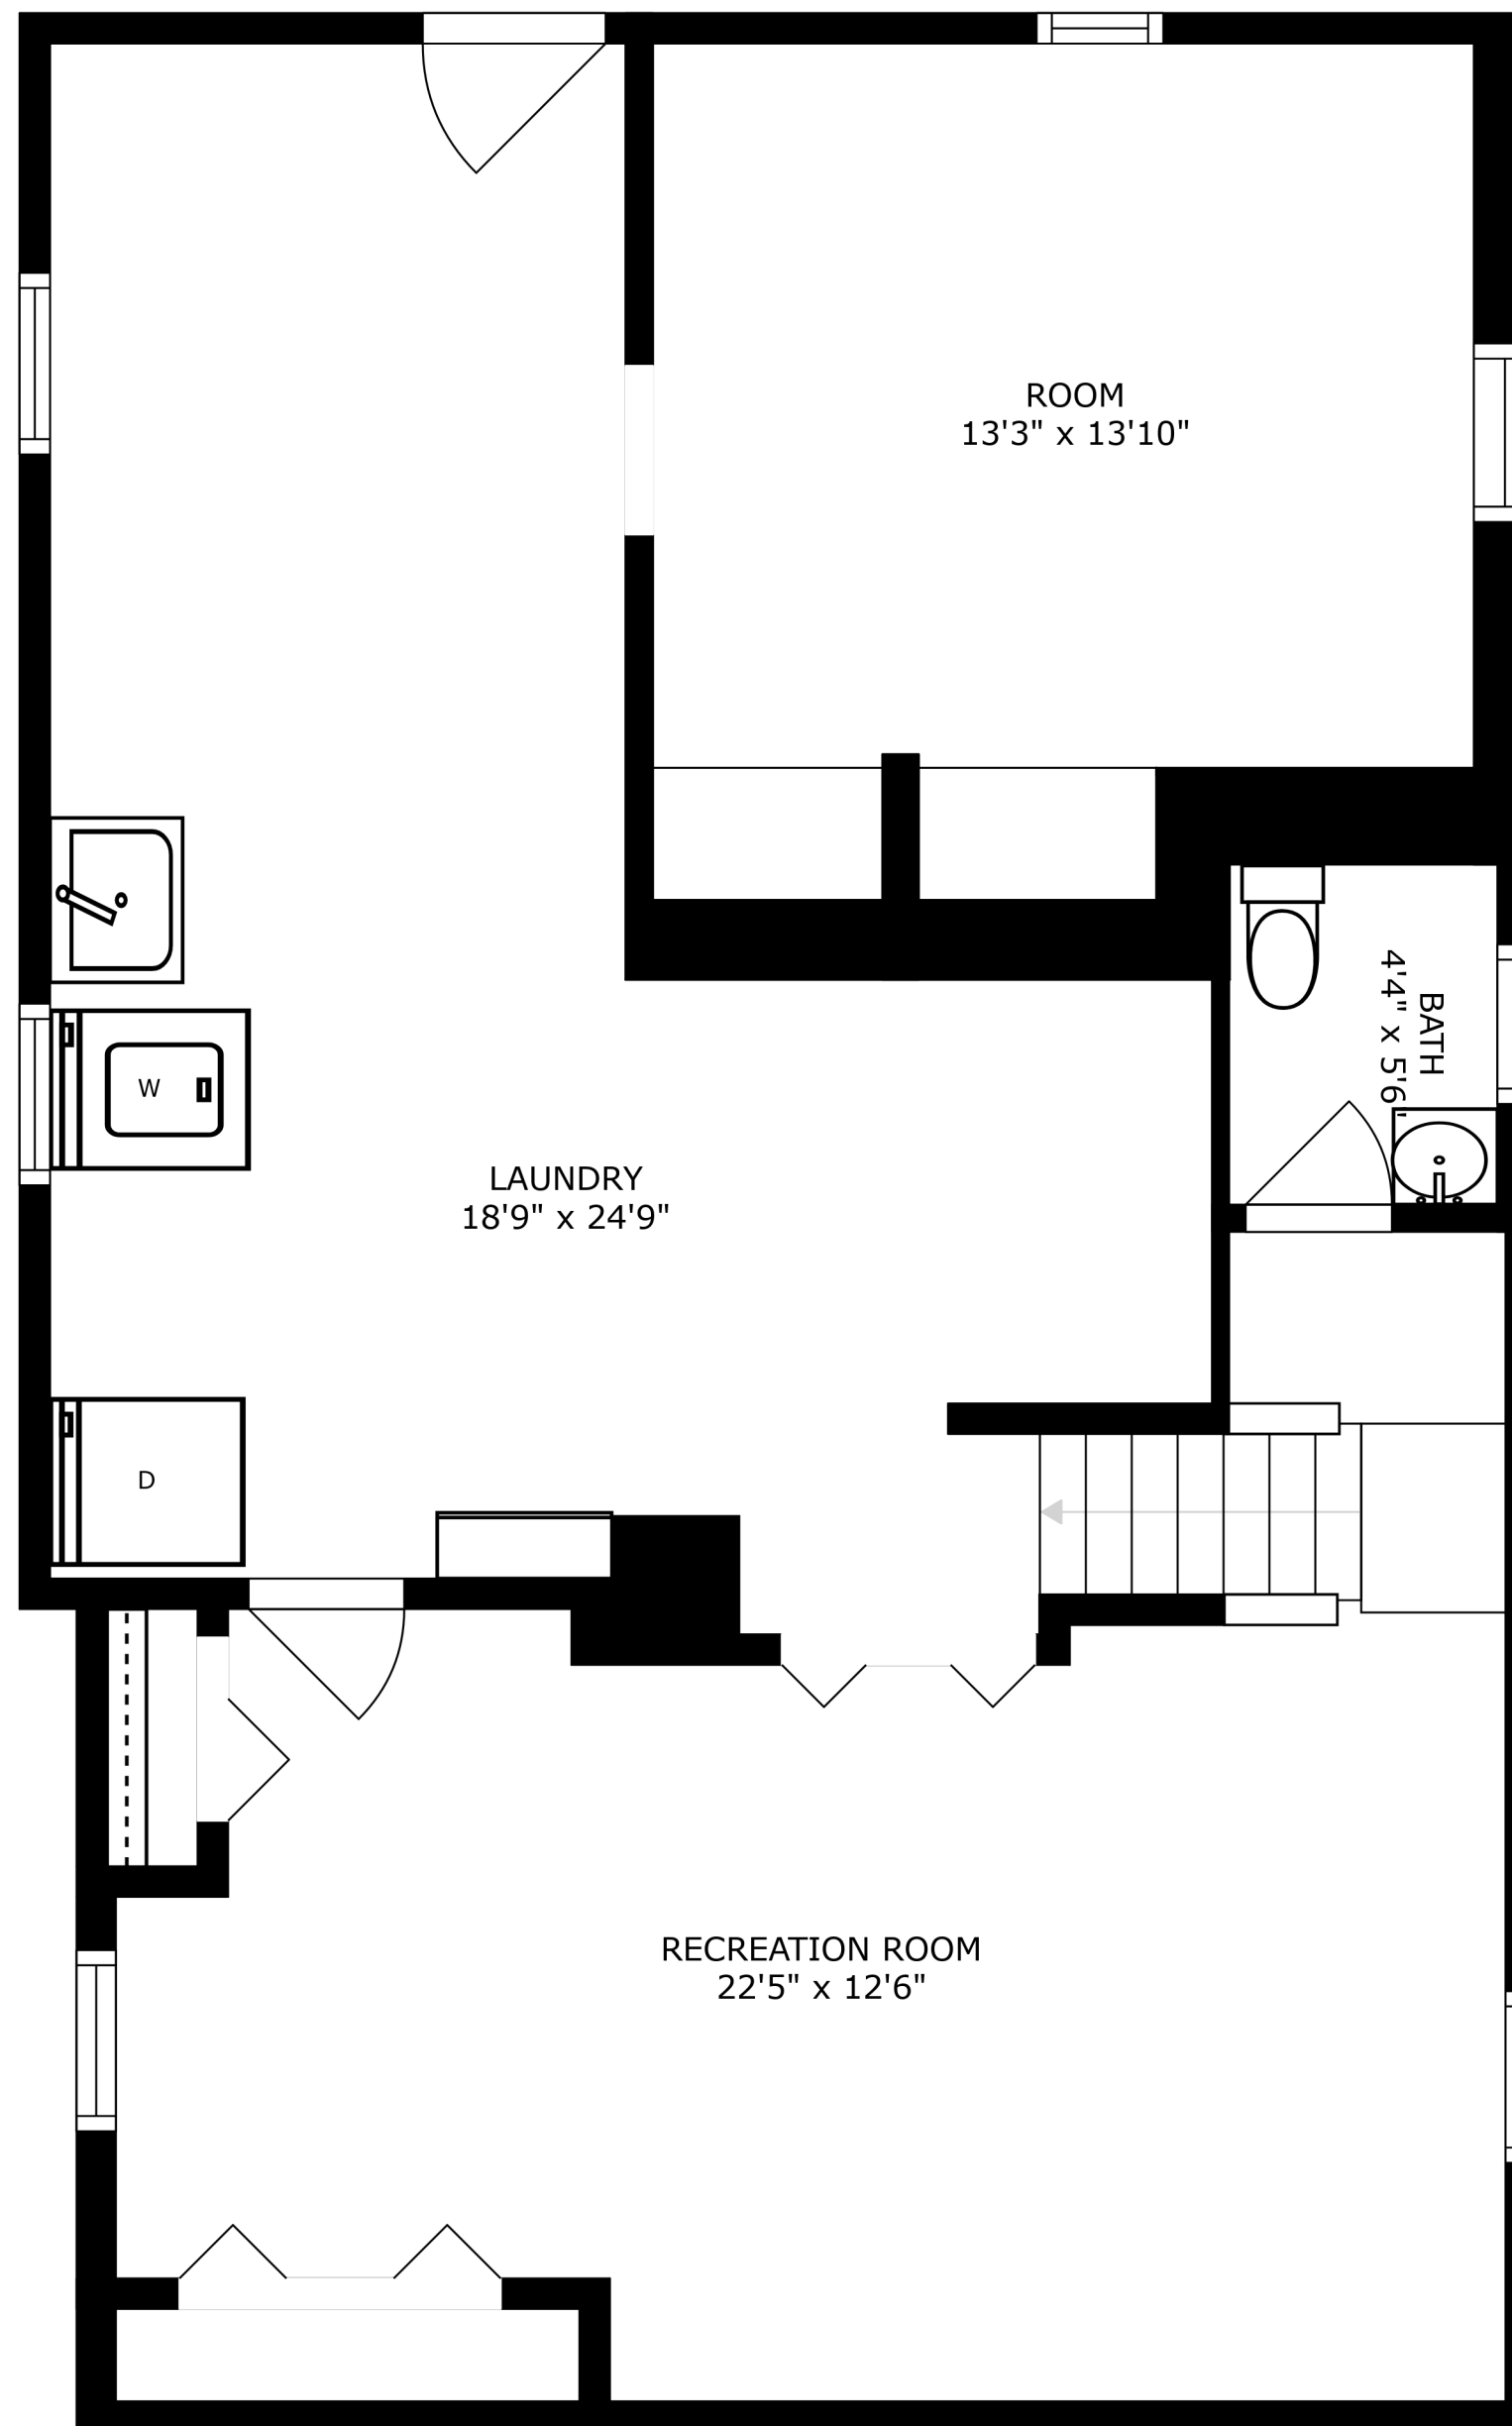 ROOM
13'3" x 13'10"
BATH
4'4" x 5'6"
W
LAUNDRY
18'9" x 24'9"
D
RECREATION ROOM
22'5" x 12'6"